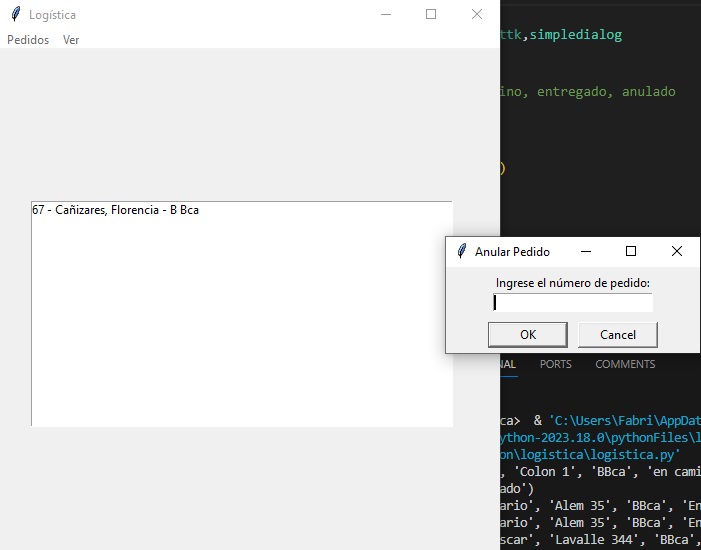 Logística
Pedidos Ver
67 - Cañizares, Florencia - B Bca
ttk,simpledialog
ino, entregado, anulado
)
Anular Pedido
Ingrese el número de pedido:
OK Cancel
NAL PORTS COMMENTS
ca> & 'C:\Users\Fabri\AppDat
ython-2023.18.0\pythonFiles\l
on\logistica\logistica.py'
, 'Colon 1', 'BBca', 'en cami
ado')
ario', 'Alem 35', 'BBca', 'En
ario', 'Alem 35', 'BBca', 'En
scar', 'Lavalle 344', 'BBca',